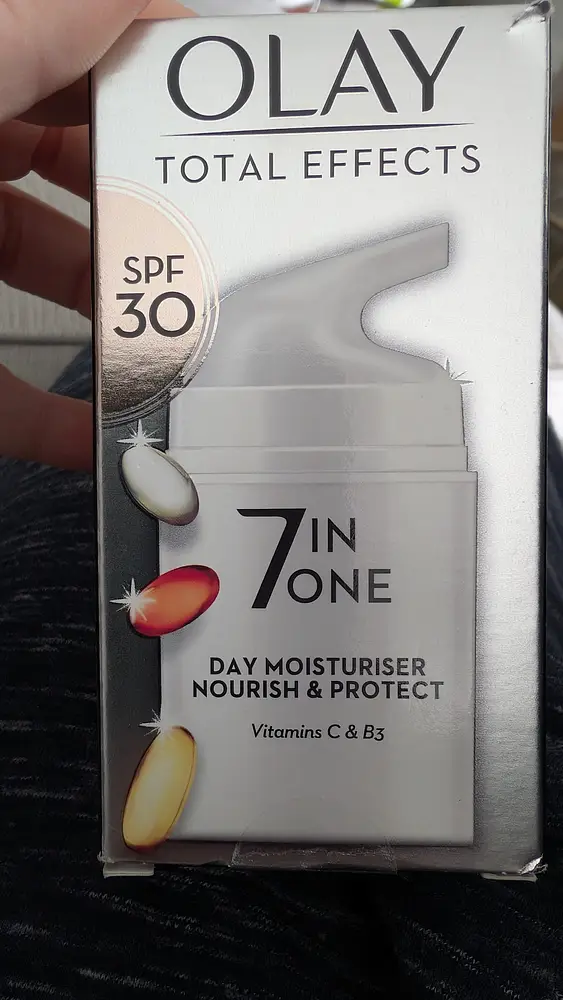 OLAY
TOTAL EFFECTS
SPF
30
7 IN
ONE
DAY MOISTURISER
NOURISH & PROTECT
Vitamins C & B3